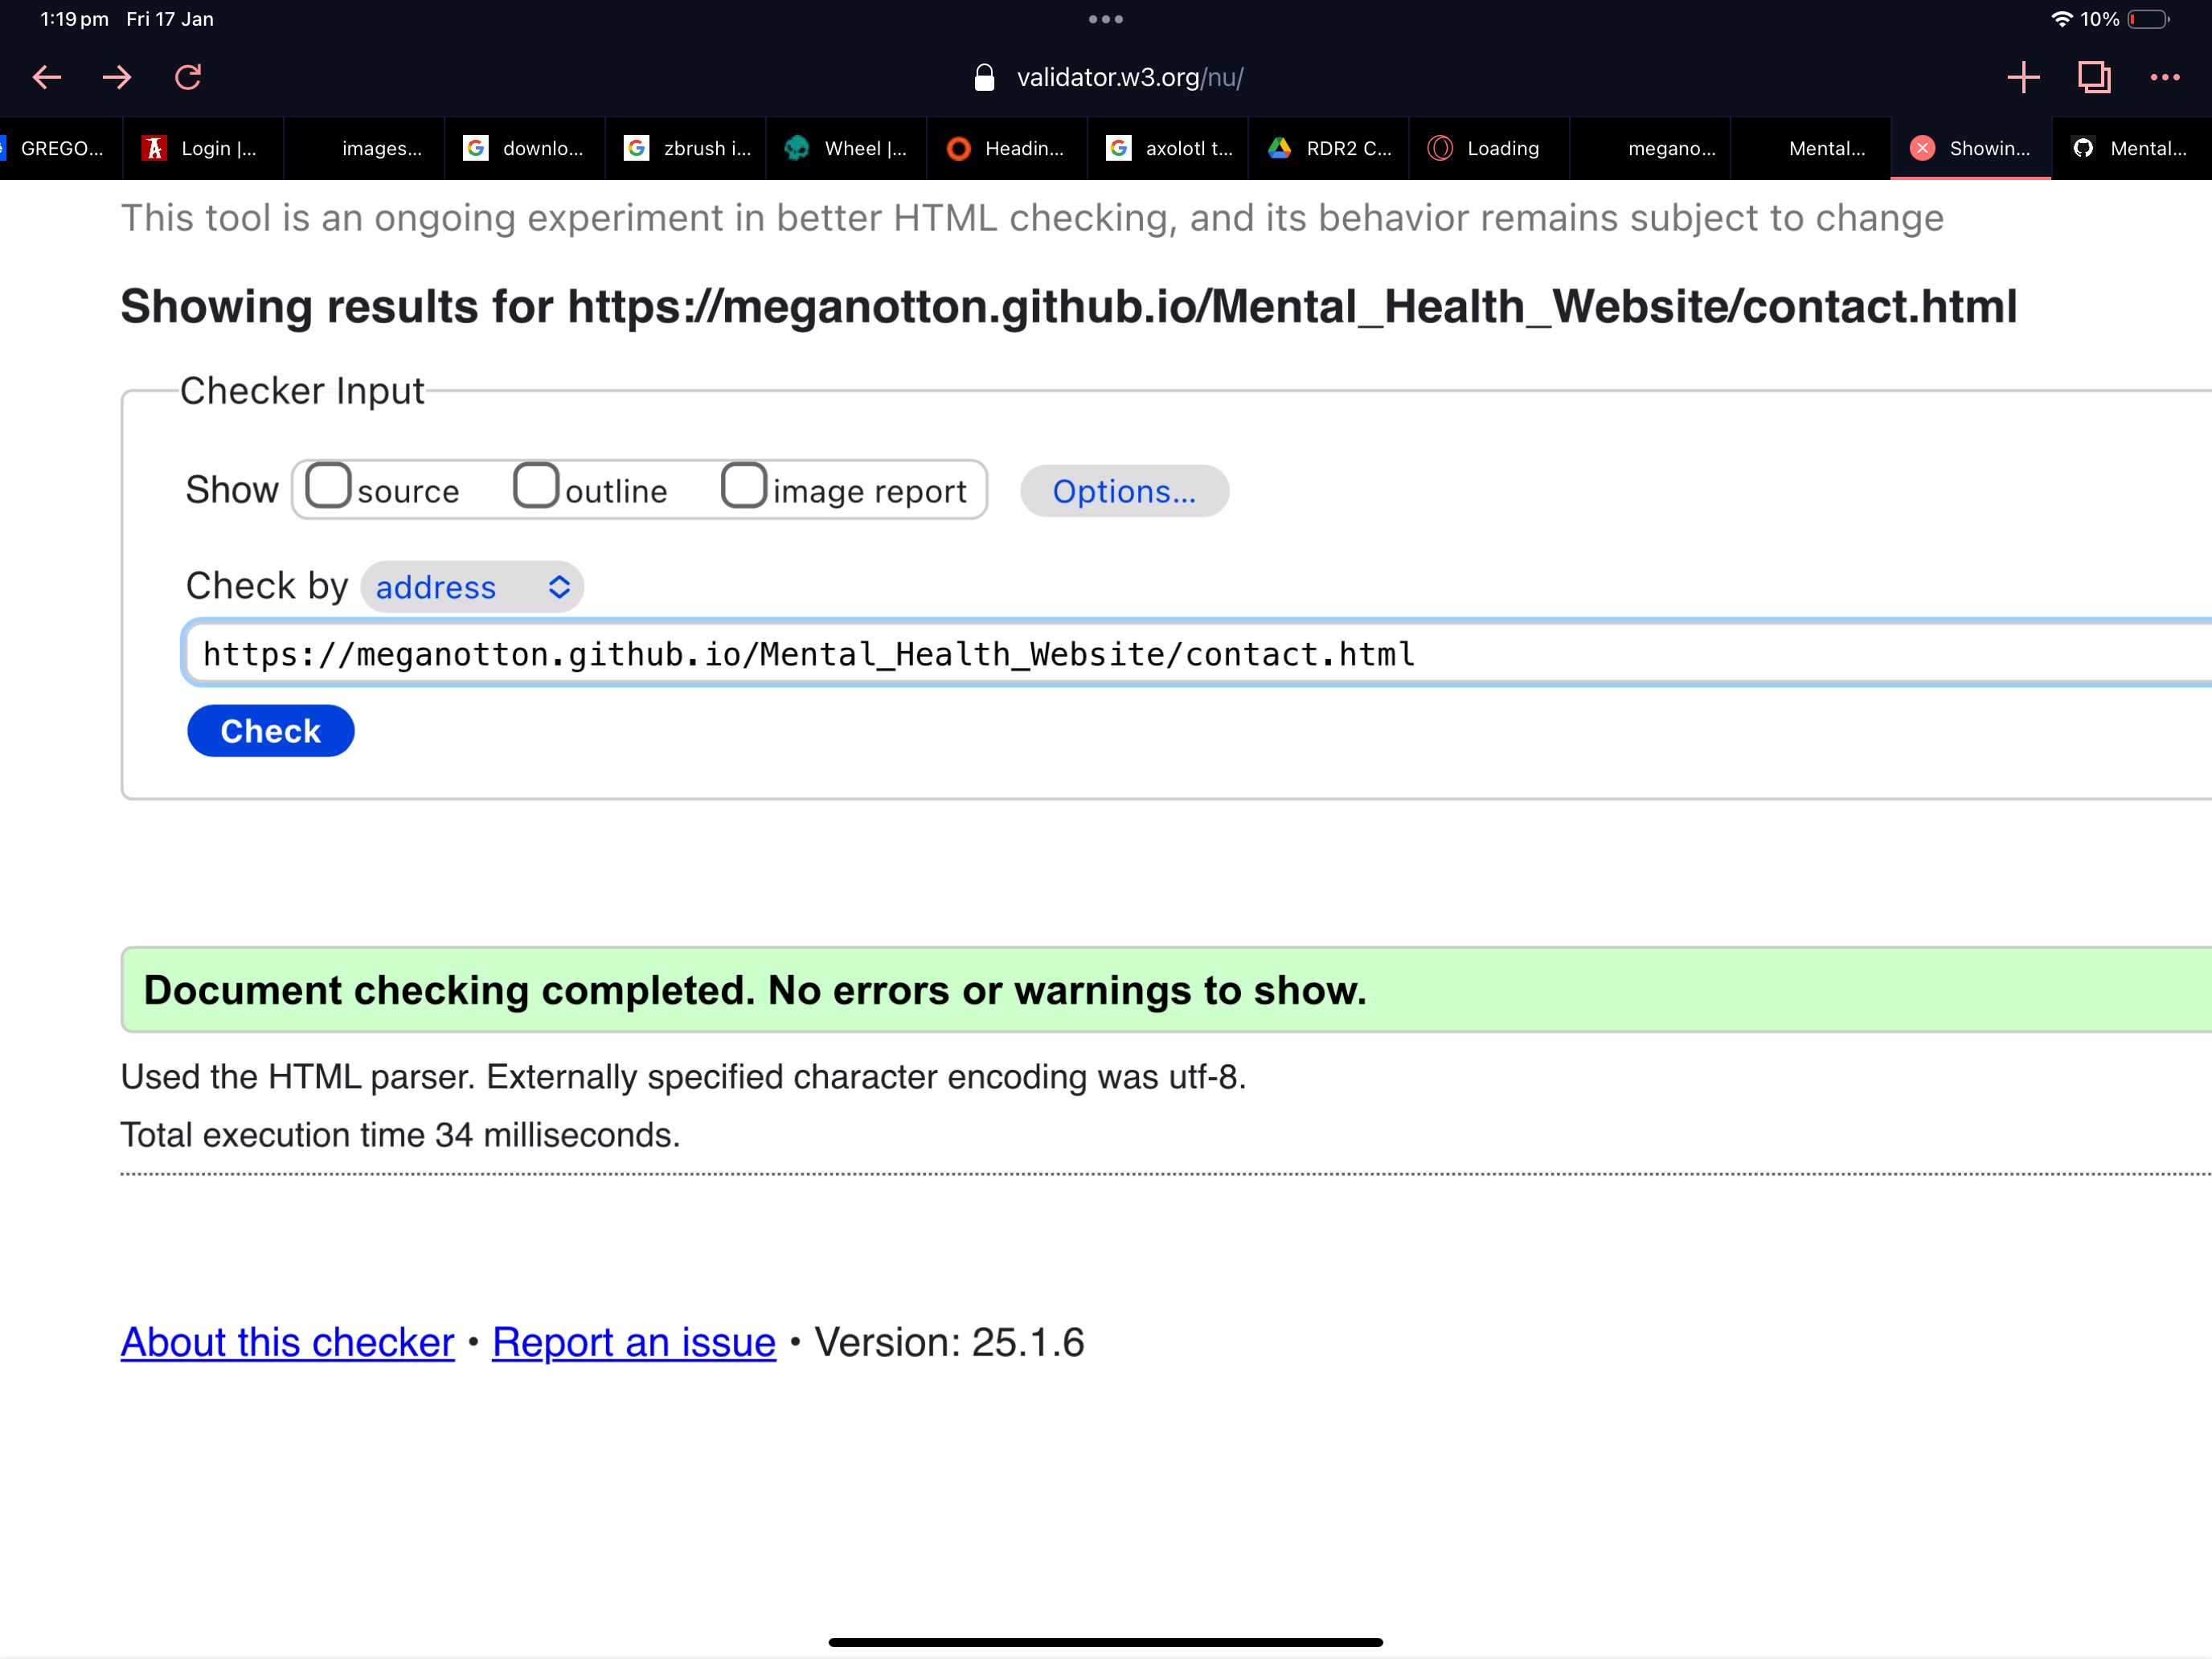 1:19 pm Fri 17 Jan 10%
validator.w3.org/nu/
GREGO... Login |... images... downlo... zbrush i... Wheel |... Headin... axolotl t... RDR2 C... Loading megano... Mental... Showin... Mental...
This tool is an ongoing experiment in better HTML checking, and its behavior remains subject to change
Showing results for https://meganotton.github.io/Mental_Health_Website/contact.html
Checker Input
Show source outline image report Options...
Check by address
https://meganotton.github.io/Mental_Health_Website/contact.html
Check
Document checking completed. No errors or warnings to show.
Used the HTML parser. Externally specified character encoding was utf-8.
Total execution time 34 milliseconds.
About this checker • Report an issue • Version: 25.1.6